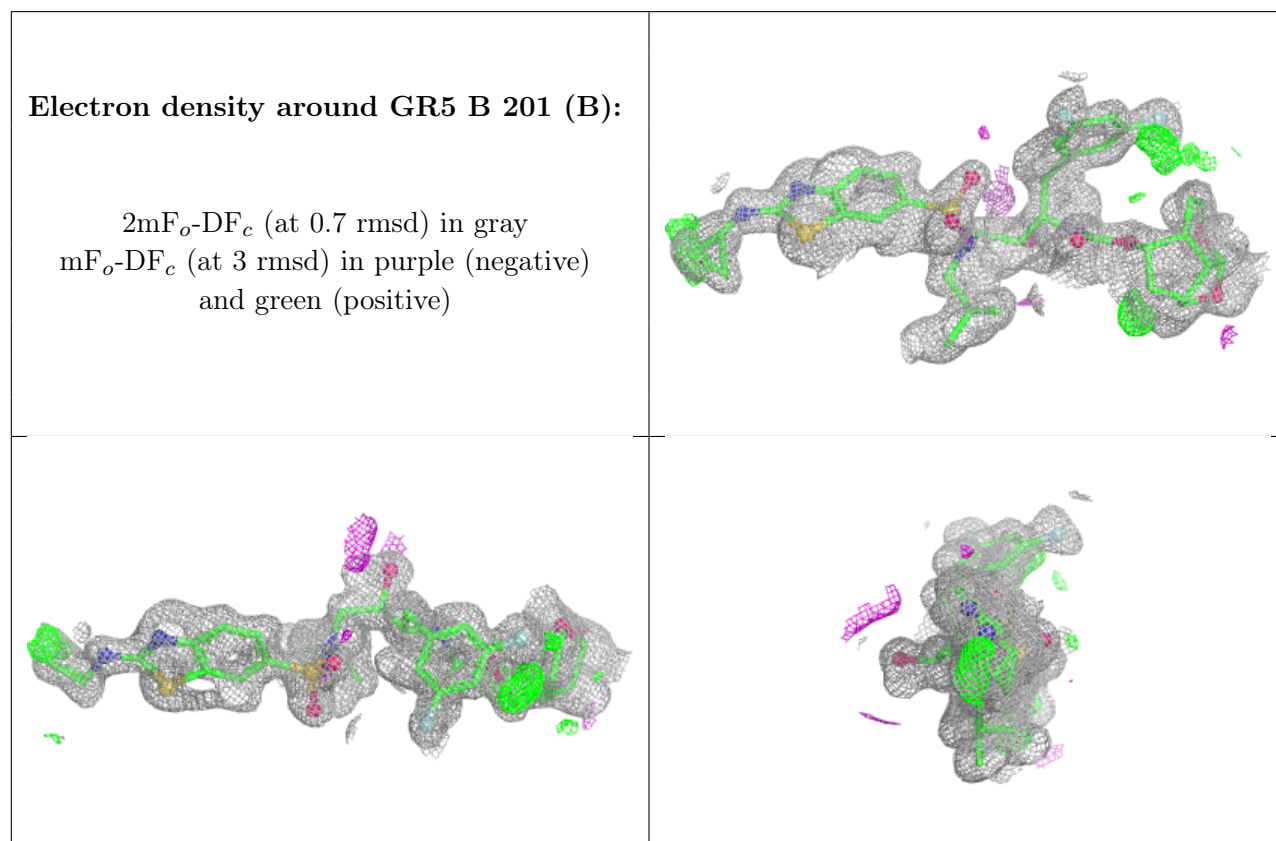 Electron density around GR5 B 201 (B):
2mFo-DFc (at 0.7 rmsd) in gray
mFo-DFc (at 3 rmsd) in purple (negative)
and green (positive)